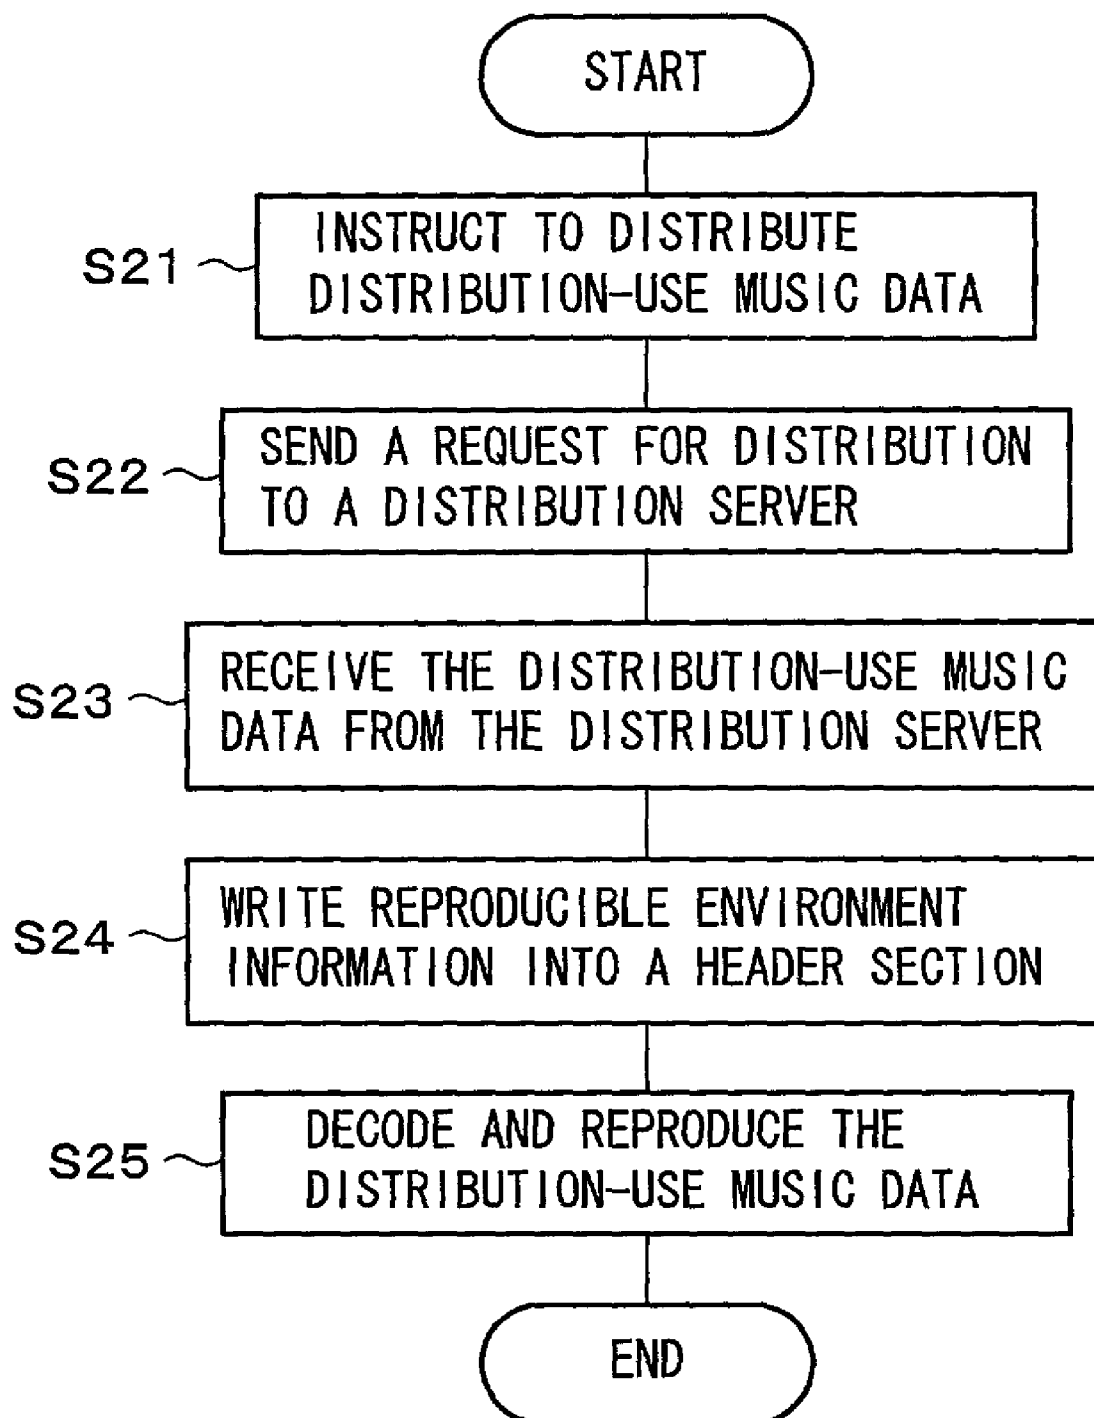 START
S21
INSTRUCT TO DISTRIBUTE
DISTRIBUTION-USE MUSIC DATA
S22
SEND A REQUEST FOR DISTRIBUTION
TO A DISTRIBUTION SERVER
S23
RECEIVE THE DISTRIBUTION-USE MUSIC
DATA FROM THE DISTRIBUTION SERVER
S24
WRITE REPRODUCIBLE ENVIRONMENT
INFORMATION INTO A HEADER SECTION
S25
DECODE AND REPRODUCE THE
DISTRIBUTION-USE MUSIC DATA
END